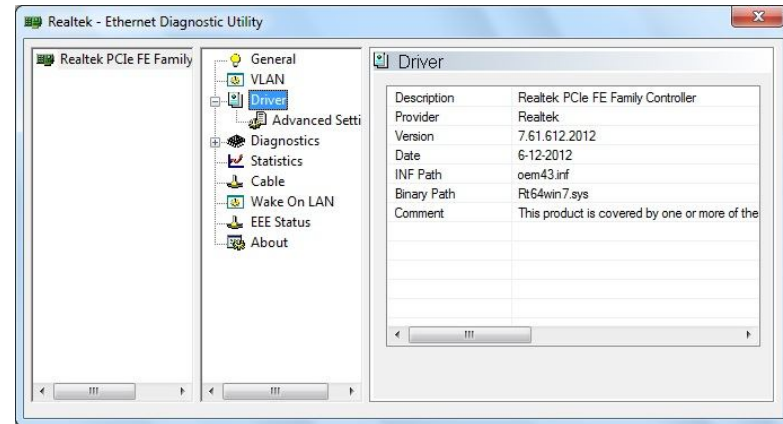 Realtek - Ethernet Diagnostic Utility
Realtek PCIe FE Family
General
VLAN
Driver
Advanced Setti
Diagnostics
Statistics
Cable
Wake On LAN
EEE Status
About
Driver
Description Realtek PCIe FE Family Controller
Provider Realtek
Version 7.61.612.2012
Date 6-12-2012
INF Path oem43.inf
Binary Path Rt64win7.sys
Comment This product is covered by one or more of the